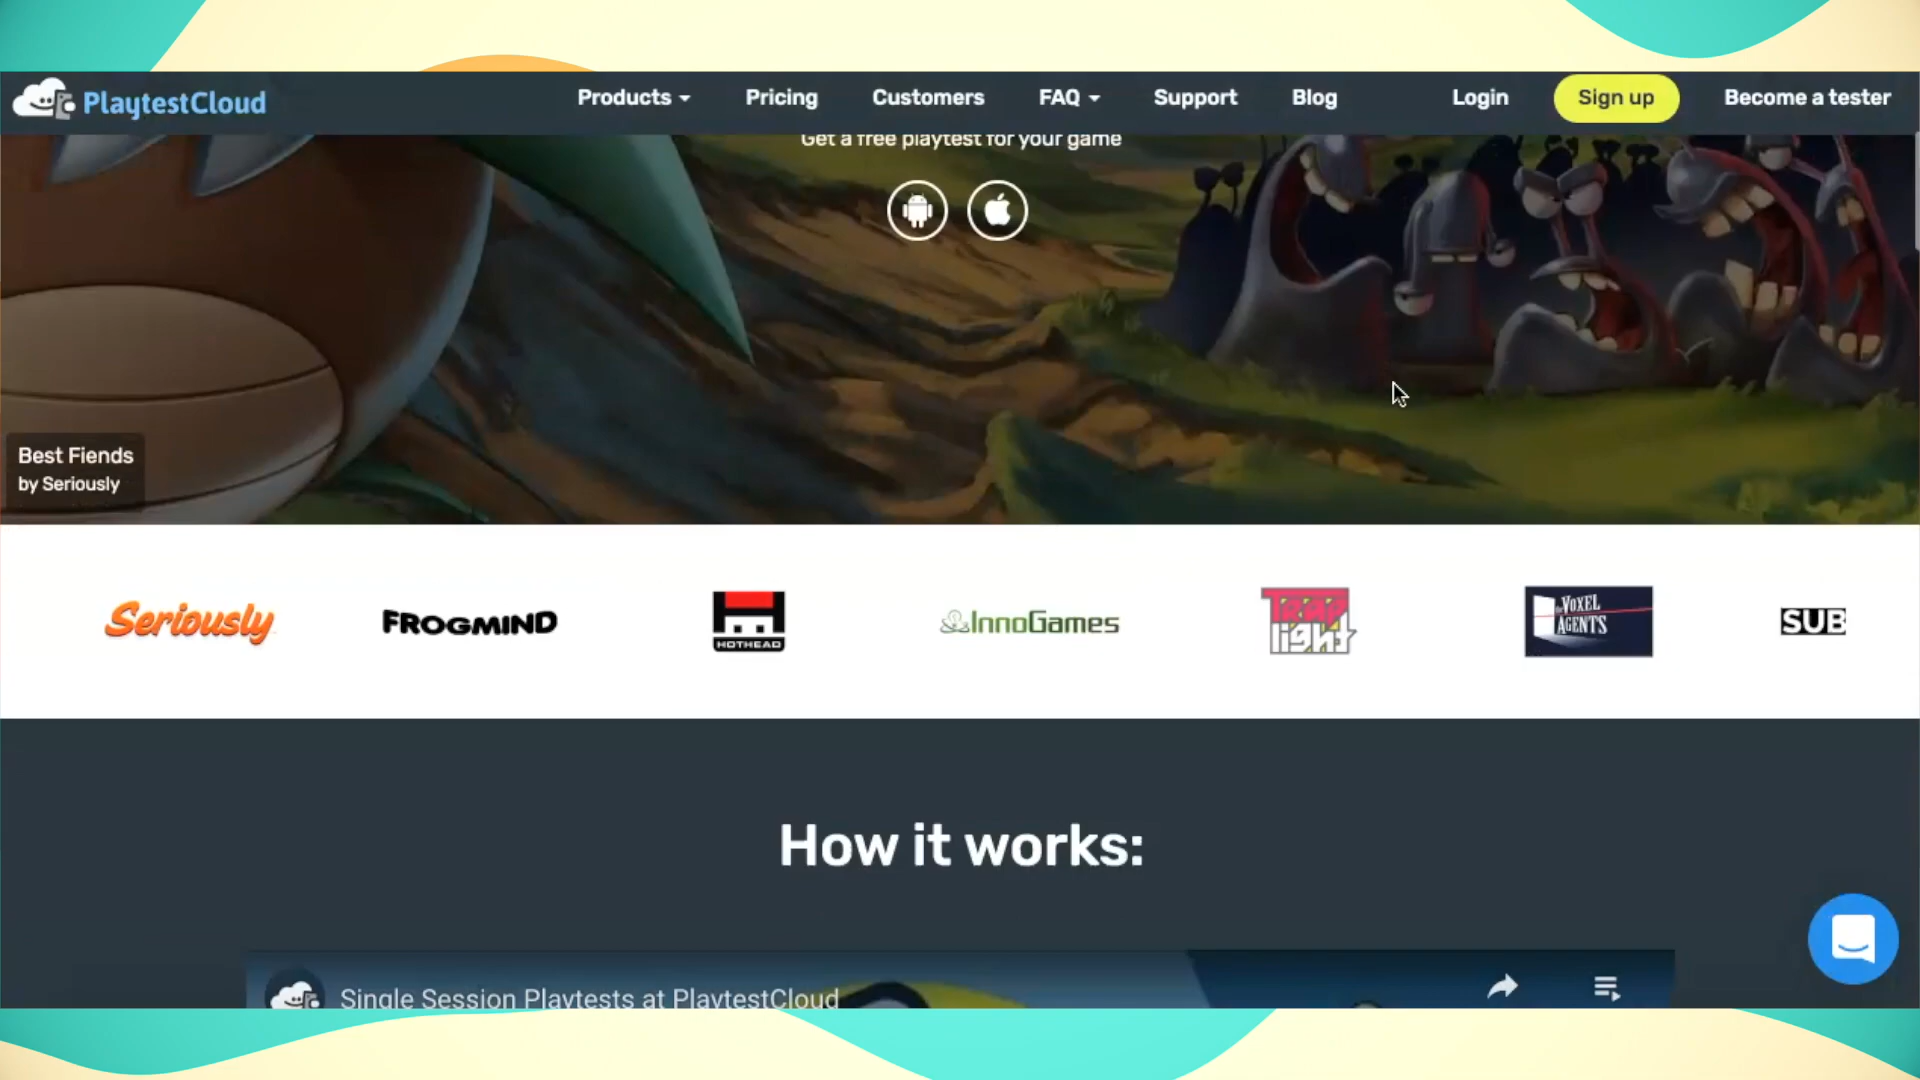 PlaytestCloud
Products Pricing Customers FAQ Support Blog Login Sign up Become a tester
Get a free playtest for your game
Best Fiends
by Seriously
Seriously
FROGMIND
HOTHEAD
InnoGames
Trap
light
the VOXEL
AGENTS
SUB
How it works:
Single Session Playtests at PlaytestCloud